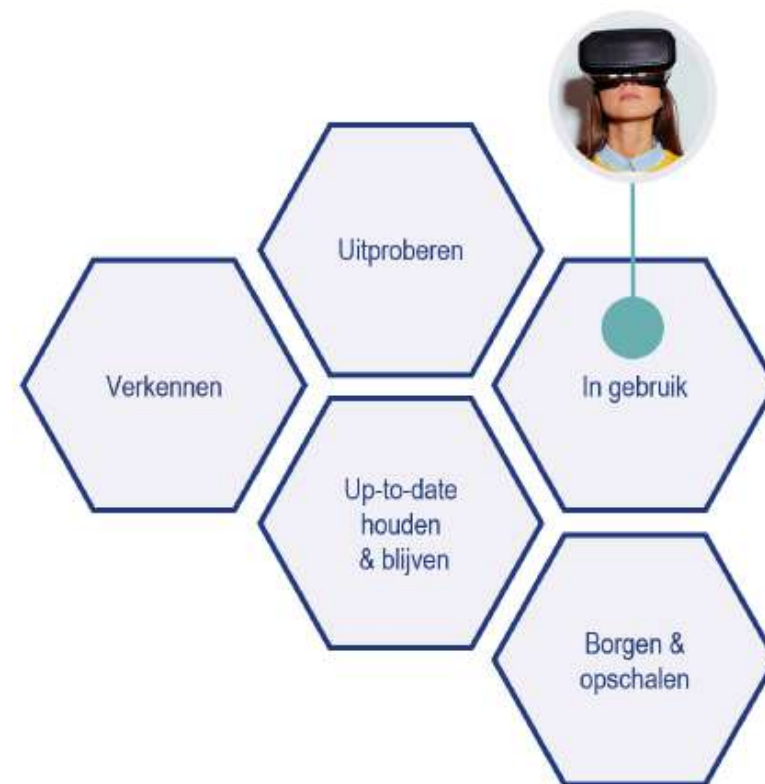 Uitproberen
Verkennen
In gebruik
Up-to-date
houden
& blijven
Borgen &
opschalen